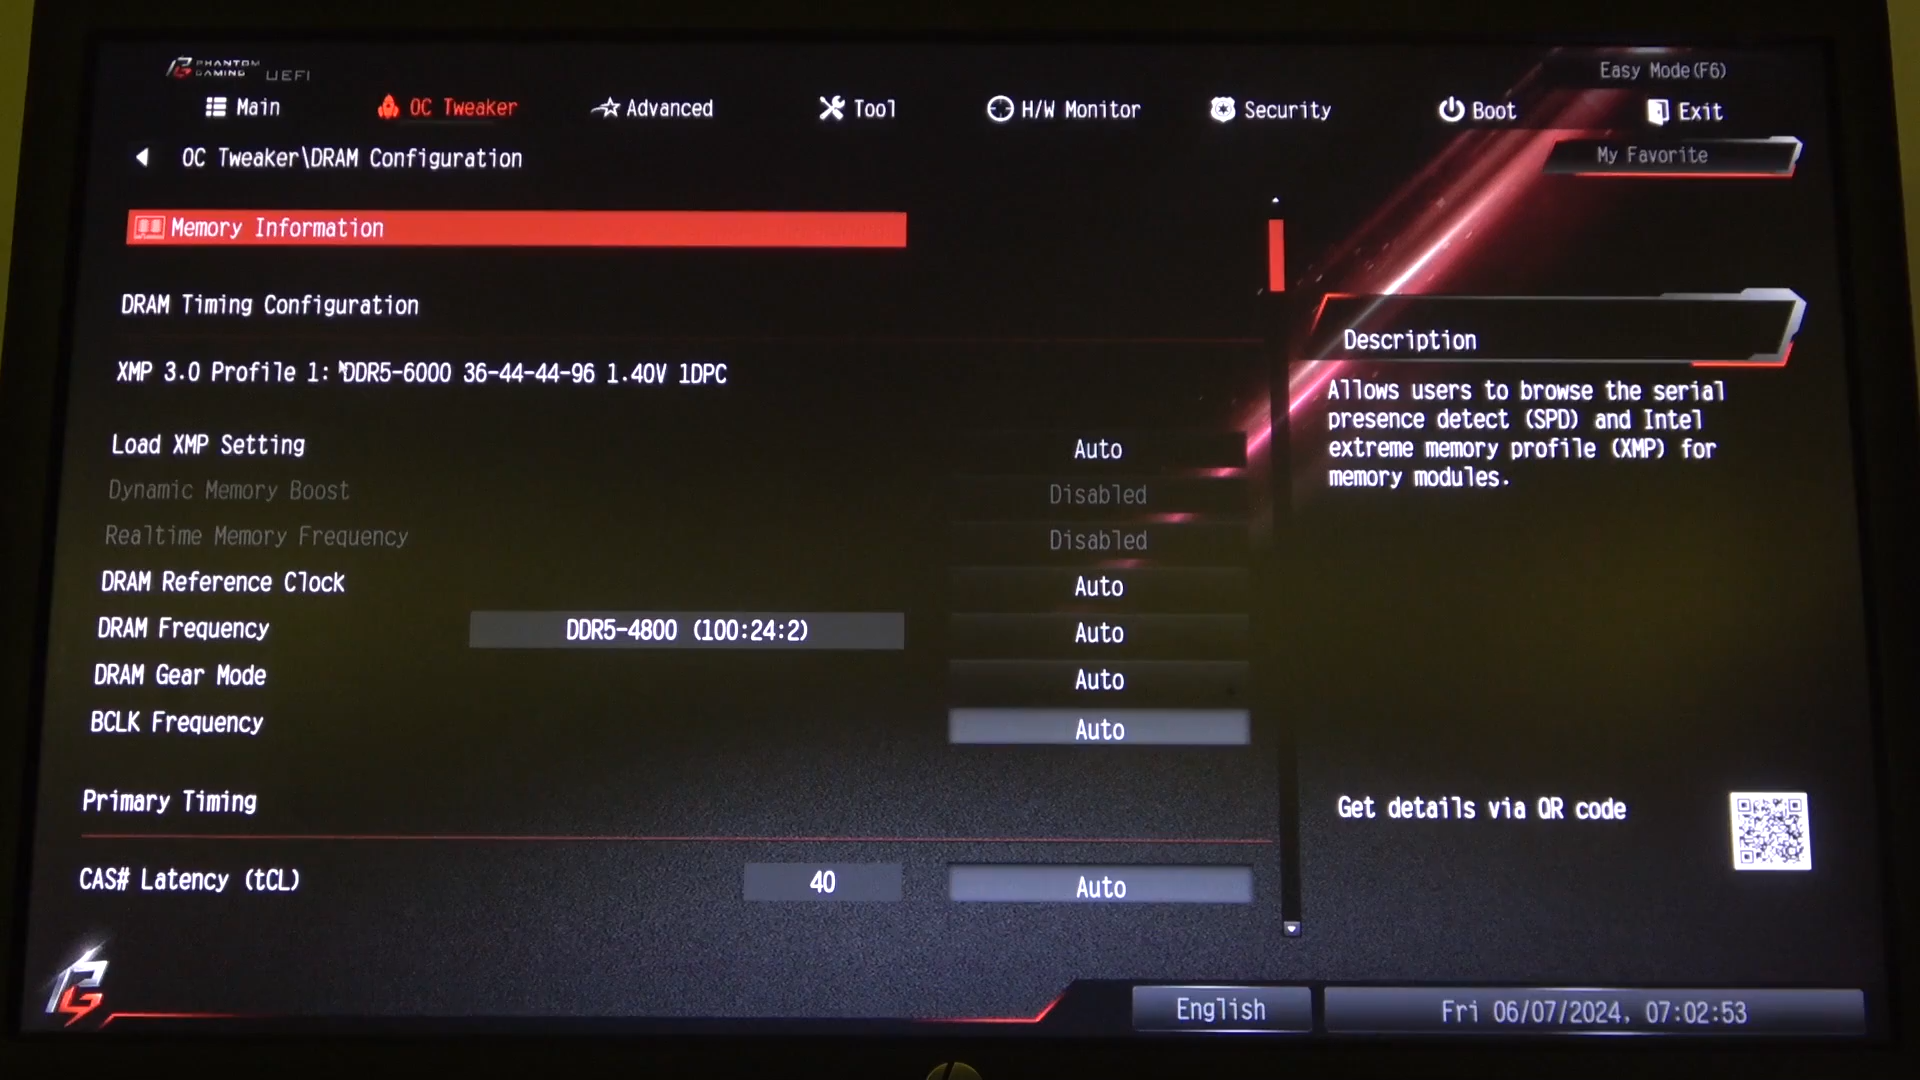 PHANTOM GAMING UEFI
Easy Mode(F6)
Main OC Tweaker Advanced Tool H/W Monitor Security Boot Exit
OC Tweaker\DRAM Configuration
My Favorite
Memory Information
DRAM Timing Configuration
XMP 3.0 Profile 1: DDR5-6000 36-44-44-96 1.40V 1DPC
Load XMP Setting Auto
Dynamic Memory Boost Disabled
Realtime Memory Frequency Disabled
DRAM Reference Clock Auto
DRAM Frequency DDR5-4800 (100:24:2) Auto
DRAM Gear Mode Auto
BCLK Frequency Auto
Primary Timing
CAS# Latency (tCL) 40 Auto
Description
Allows users to browse the serial
presence detect (SPD) and Intel
extreme memory profile (XMP) for
memory modules.
Get details via QR code
English
Fri 06/07/2024, 07:02:53